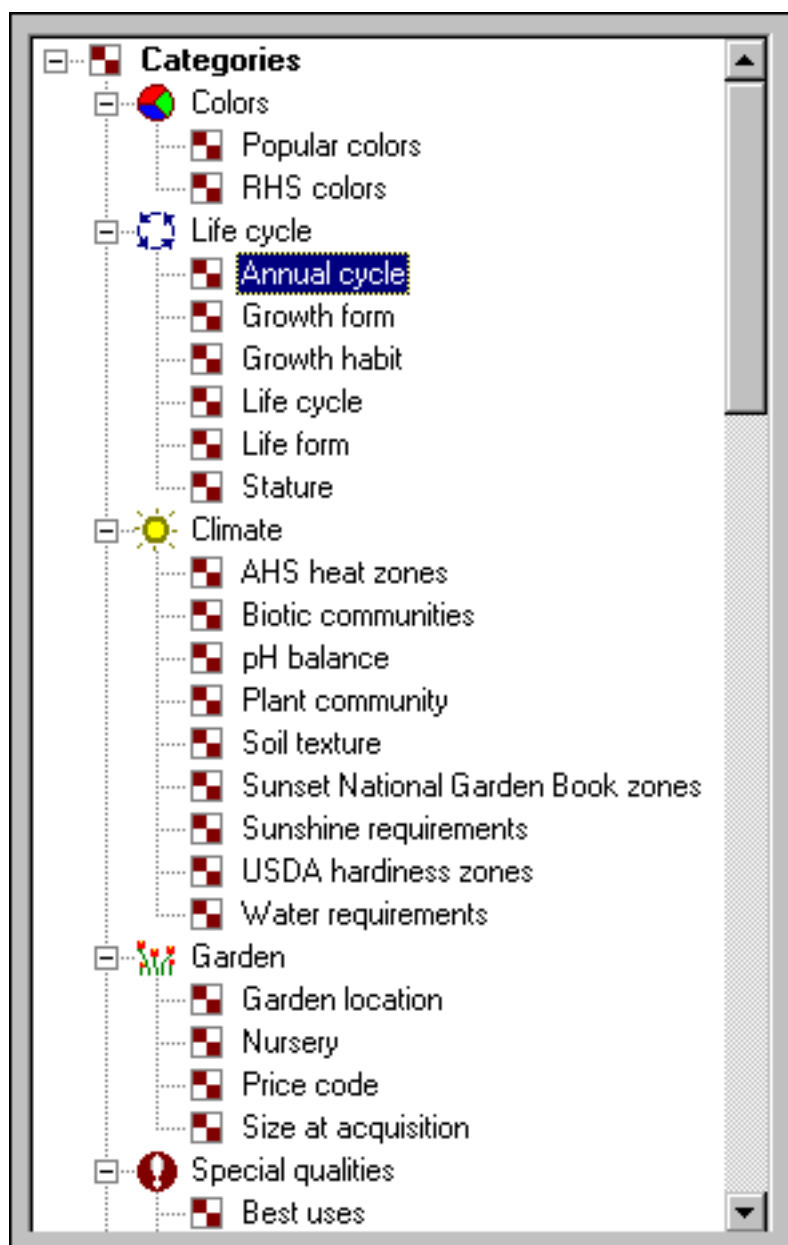 Categories
Colors
Popular colors
RHS colors
Life cycle
Annual cycle
Growth form
Growth habit
Life cycle
Life form
Stature
Climate
AHS heat zones
Biotic communities
pH balance
Plant community
Soil texture
Sunset National Garden Book zones
Sunshine requirements
USDA hardiness zones
Water requirements
Garden
Garden location
Nursery
Price code
Size at acquisition
Special qualities
Best uses